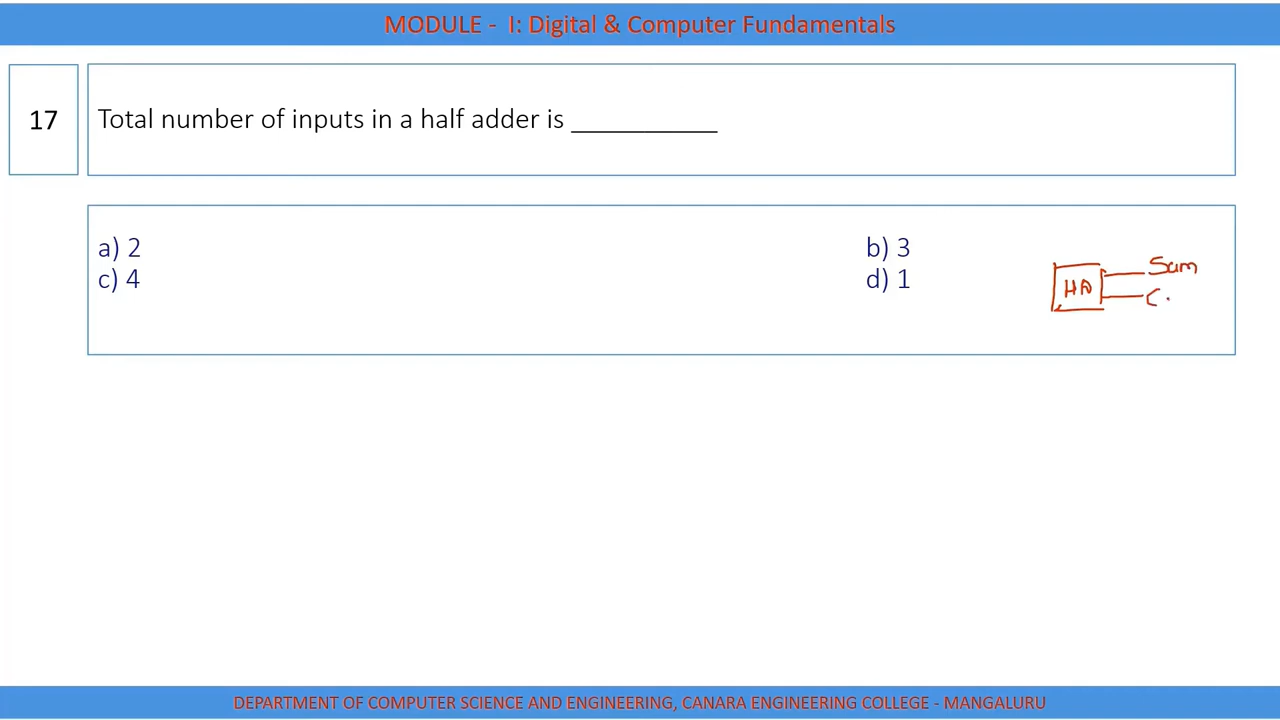 MODULE - I: Digital & Computer Fundamentals
17
Total number of inputs in a half adder is ___________
a) 2
b) 3
c) 4
d) 1
HA
Sum
C.
DEPARTMENT OF COMPUTER SCIENCE AND ENGINEERING, CANARA ENGINEERING COLLEGE - MANGALURU